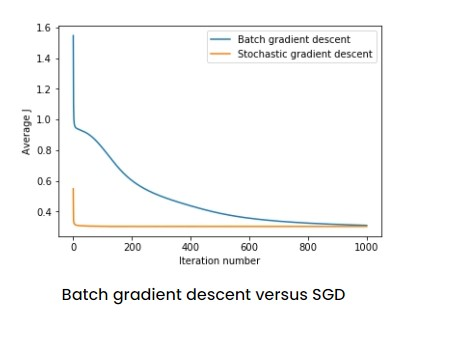 Batch gradient descent
Stochastic gradient descent
1.6
1.4
1.2
1.0
0.8
0.6
0.4
Average J
0
200
400
600
800
1000
Iteration number
Batch gradient descent versus SGD